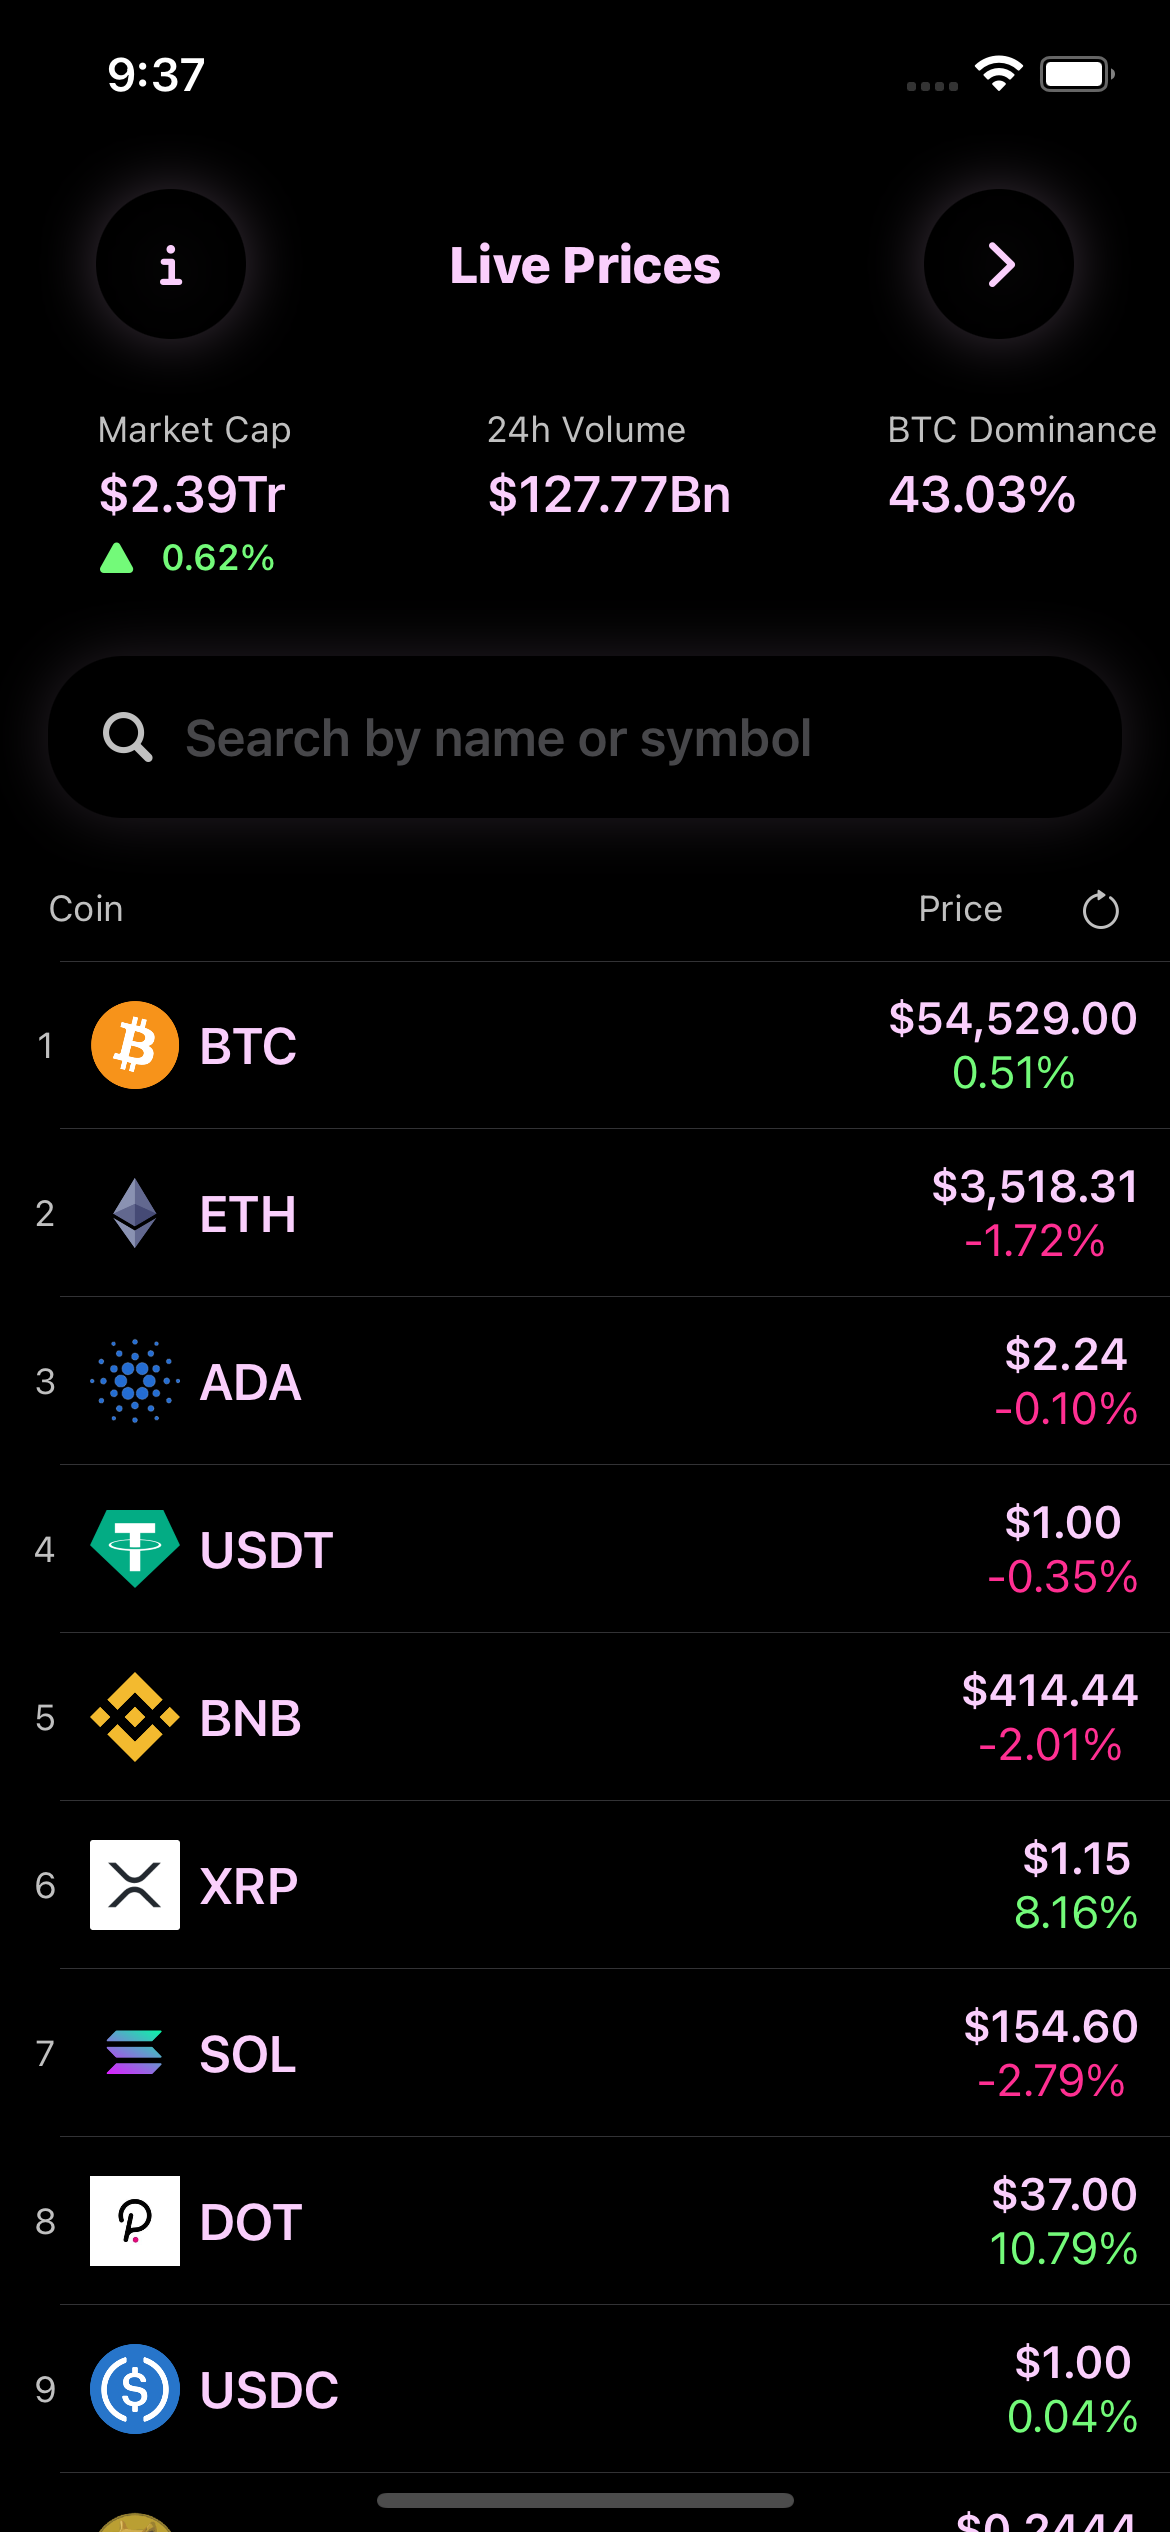 9:37
i
Live Prices
Market Cap
24h Volume
BTC Dominance
$2.39Tr
$127.77Bn
43.03%
0.62%
Search by name or symbol
Coin
Price
1
BTC
$54,529.00
0.51%
2
ETH
$3,518.31
-1.72%
3
ADA
$2.24
-0.10%
4
USDT
$1.00
-0.35%
5
BNB
$414.44
-2.01%
6
XRP
$1.15
8.16%
7
SOL
$154.60
-2.79%
8
DOT
$37.00
10.79%
9
USDC
$1.00
0.04%
$0.2444